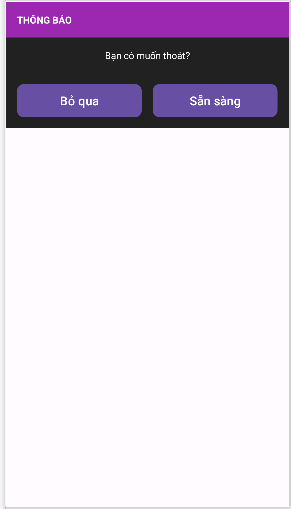 THÔNG BÁO
Bạn có muốn thoát?
Bỏ qua
Sẵn sàng